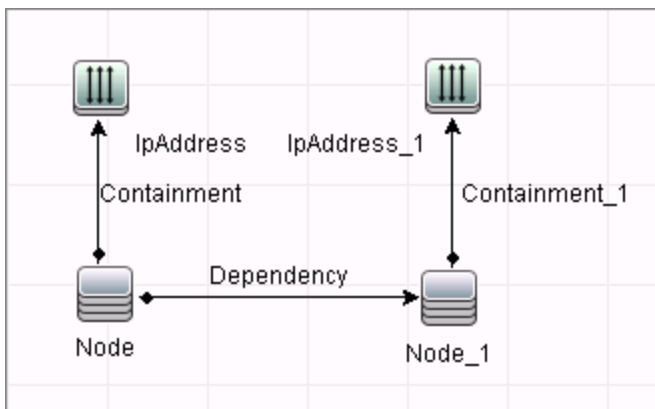 IpAddress IpAddress_1
Containment Containment_1
Dependency
Node
Node_1